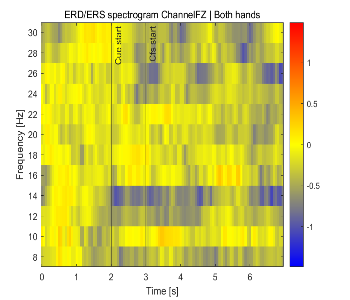 ERD/ERS spectrogram ChannelFZ | Both hands
Frequency [Hz]
30
28
26
24
22
20
18
16
14
12
10
8
Cue start
Cfs start
1
0.5
0
-0.5
-1
0 1 2 3 4 5 6
Time [s]